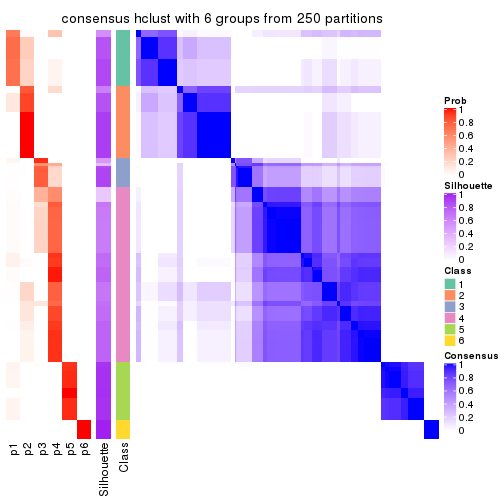 consensus hclust with 6 groups from 250 partitions
Prob
1
0.8
0.6
0.4
0.2
0
Silhouette
1
0.8
0.6
0.4
0.2
0
Class
1
2
3
4
5
6
Consensus
1
0.8
0.6
0.4
0.2
0
p1
p2
p3
p4
p5
p6
Silhouette
Class